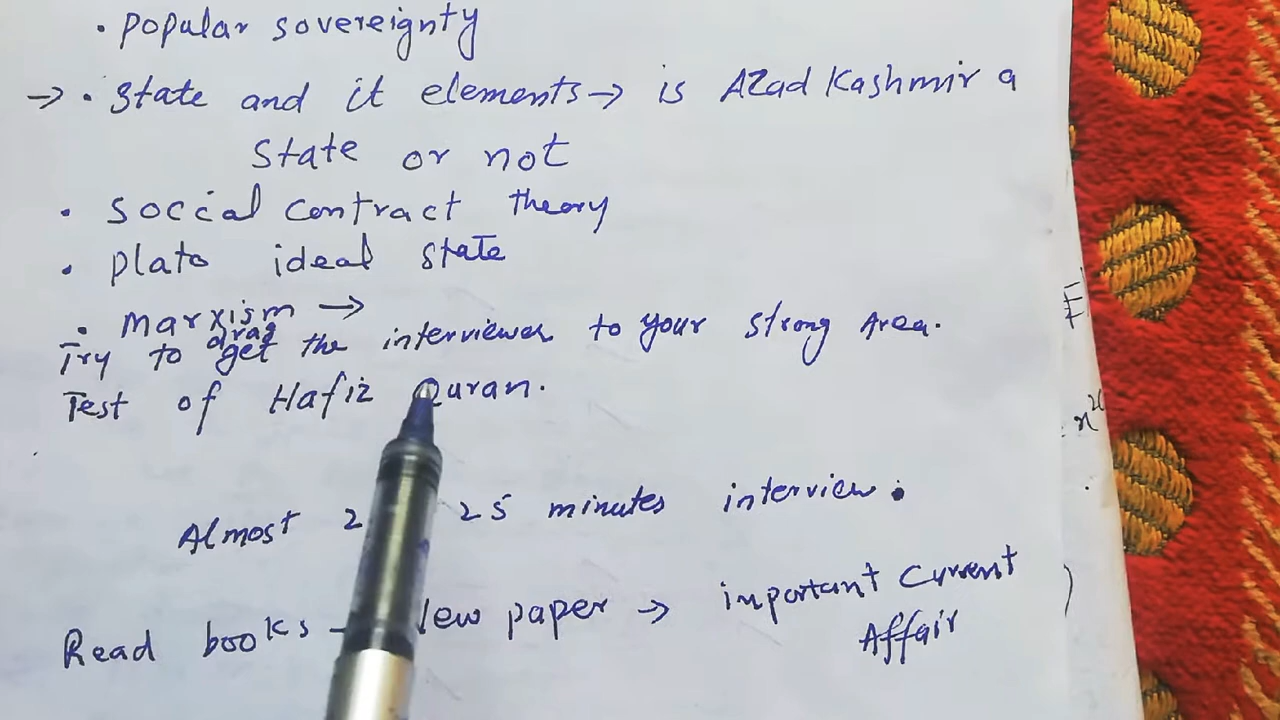 • popular sovereignty
→ • state and it elements → is AZad Kashmir a
state or not
• social contract theory
• plato ideal state
• Marxism →
drag
Try to get the interviewer to your strong Area.
Test of Hafiz Quran.
Almost 2 25 minutes interview.
Read books → new paper → inportant Current
Affair